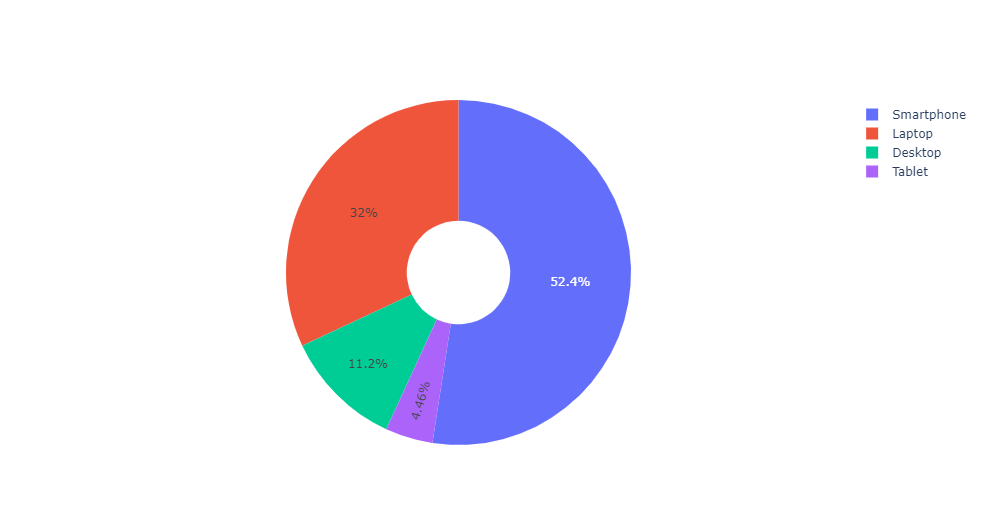 Smartphone
Laptop
Desktop
Tablet
32%
52.4%
11.2%
4.46%